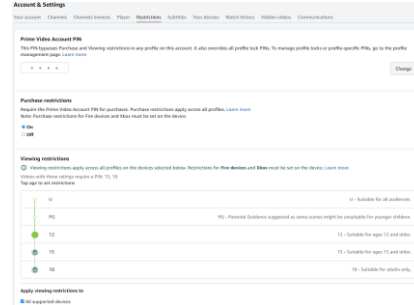 Account & Settings
Your account Channels Channels invoices Player Restrictions Subtitles Your devices Watch history Hidden videos Communications
Prime Video Account PIN
This PIN bypasses Purchase and Viewing restrictions in any profile on this account. It also overrides all profile lock PINs. To manage profile locks or profile-specific PINs, go to the profile
management page. Learn more
* * * *
Change
Purchase restrictions
Require the Prime Video Account PIN for purchases. Purchase restrictions apply across all profiles. Learn more
Note: Purchase restrictions for Fire devices and Xbox must be set on the device.
On
Off
Viewing restrictions
Viewing restrictions apply across all profiles on the devices selected below. Restrictions for Fire devices and Xbox must be set on the device. Learn more
Videos with these ratings require a PIN: 15, 18
Tap age to set restrictions
U U - Suitable for all audiences.
PG PG - Parental Guidance suggested as some scenes might be unsuitable for younger children.
12 12 - Suitable for ages 12 and older.
15 15 - Suitable for ages 15 and older.
18 18 - Suitable for adults only.
Apply viewing restrictions to
All supported devices